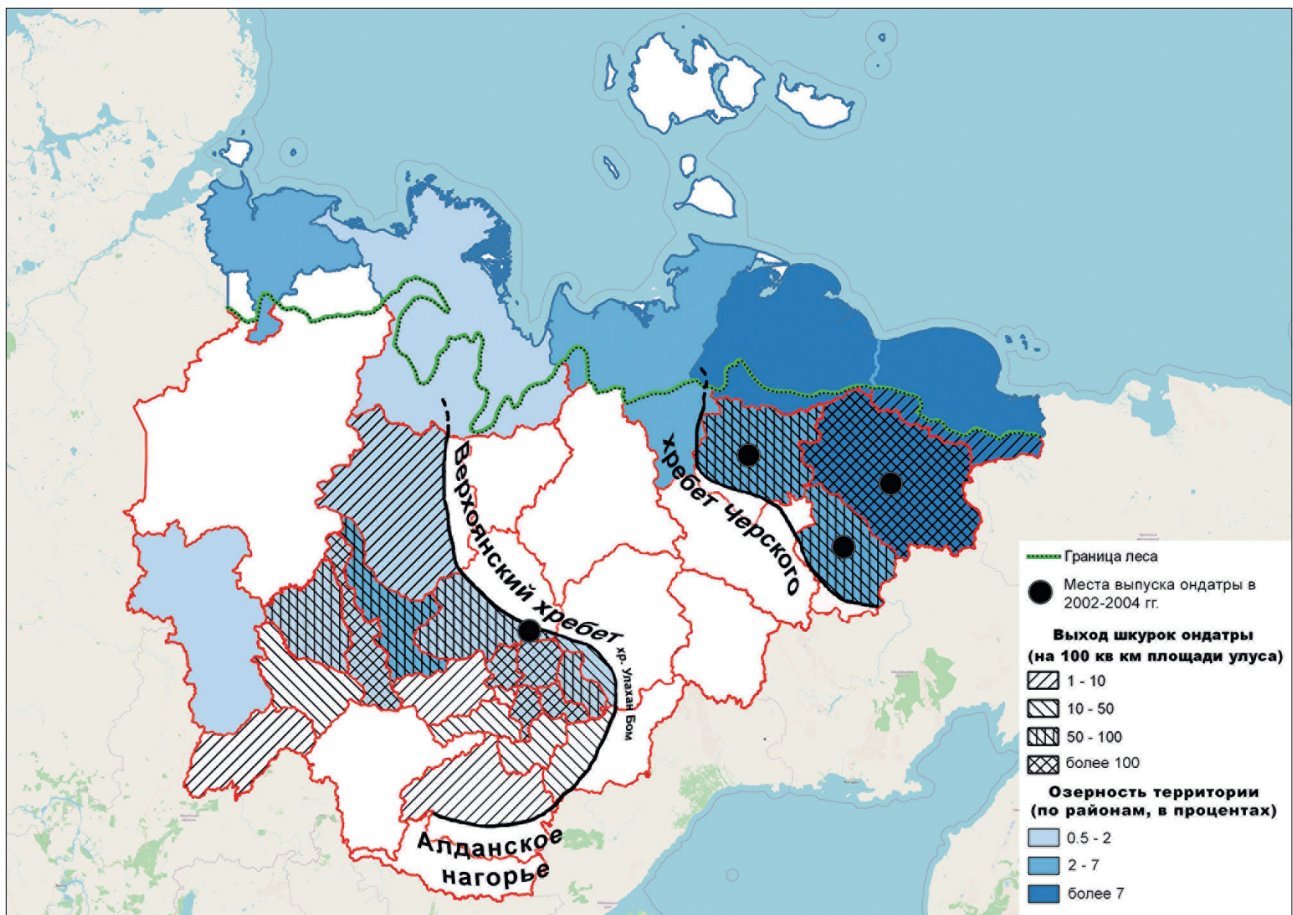 Верхоянский хребет
хр. Улахан Бом
хребет Черского
Алданское
нагорье
Граница леса
Места выпуска ондатры в
2002-2004 гг.
Выход шкурок ондатры
(на 100 кв км площади улуса)
1 - 10
10 - 50
50 - 100
более 100
Озерность территории
(по районам, в процентах)
0.5 - 2
2 - 7
более 7